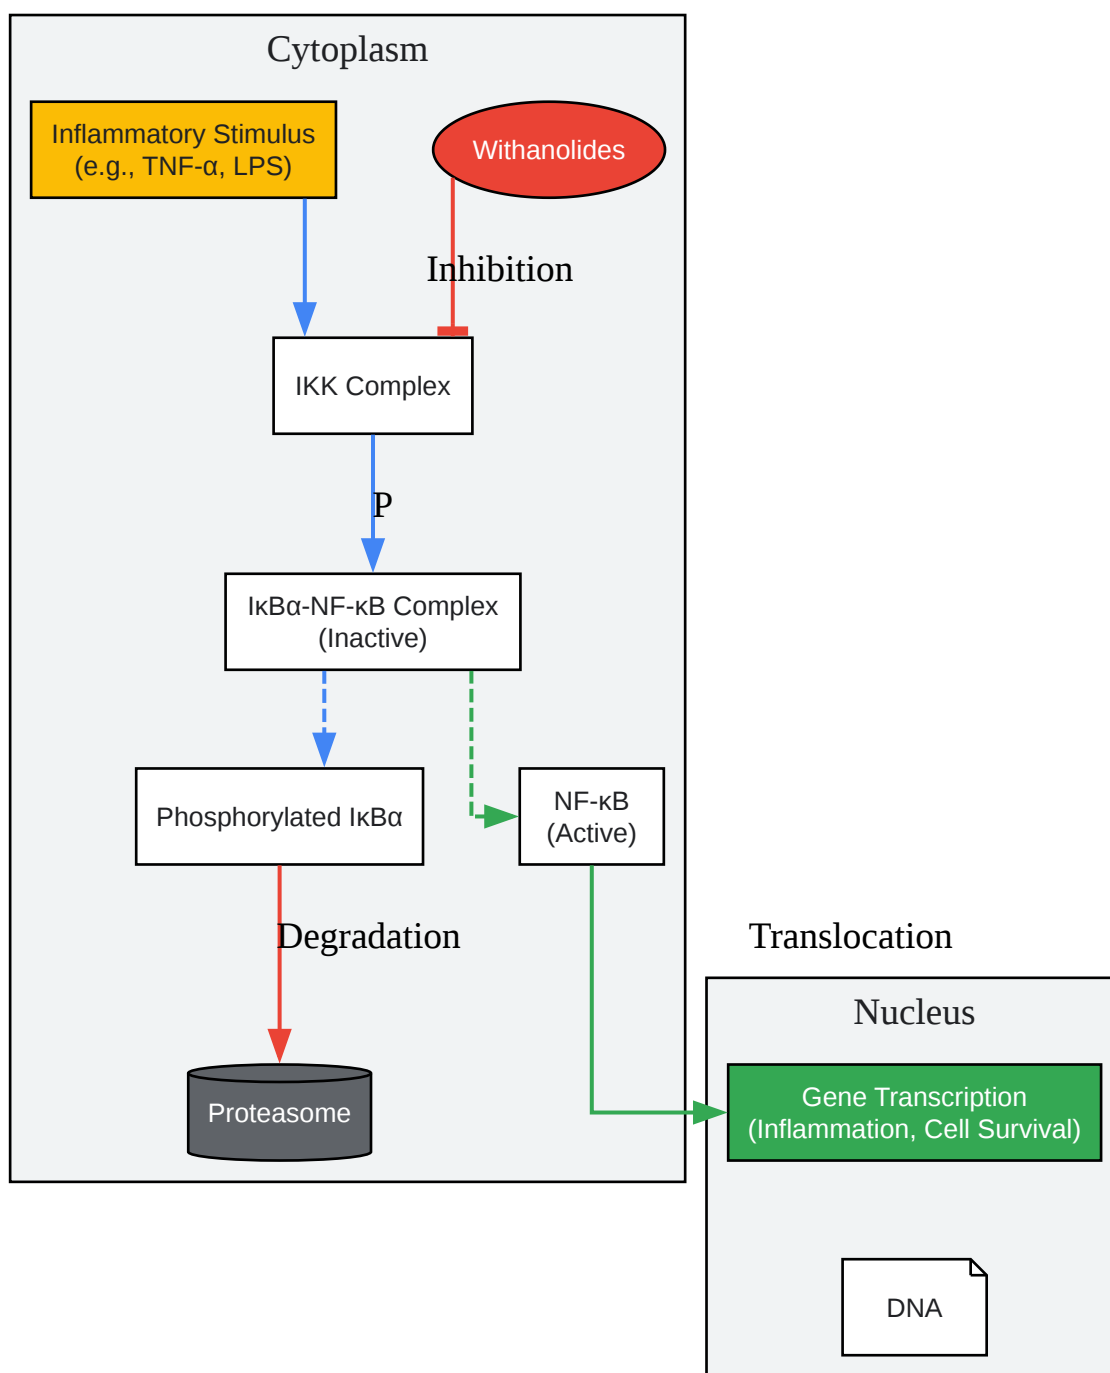 Cytoplasm
Inflammatory Stimulus
(e.g., TNF-α, LPS)
Withanolides
Inhibition
IKK Complex
P
IκBα-NF-κB Complex
(Inactive)
Phosphorylated IκBα
NF-κB
(Active)
Degradation
Translocation
Nucleus
Proteasome
Gene Transcription
(Inflammation, Cell Survival)
DNA